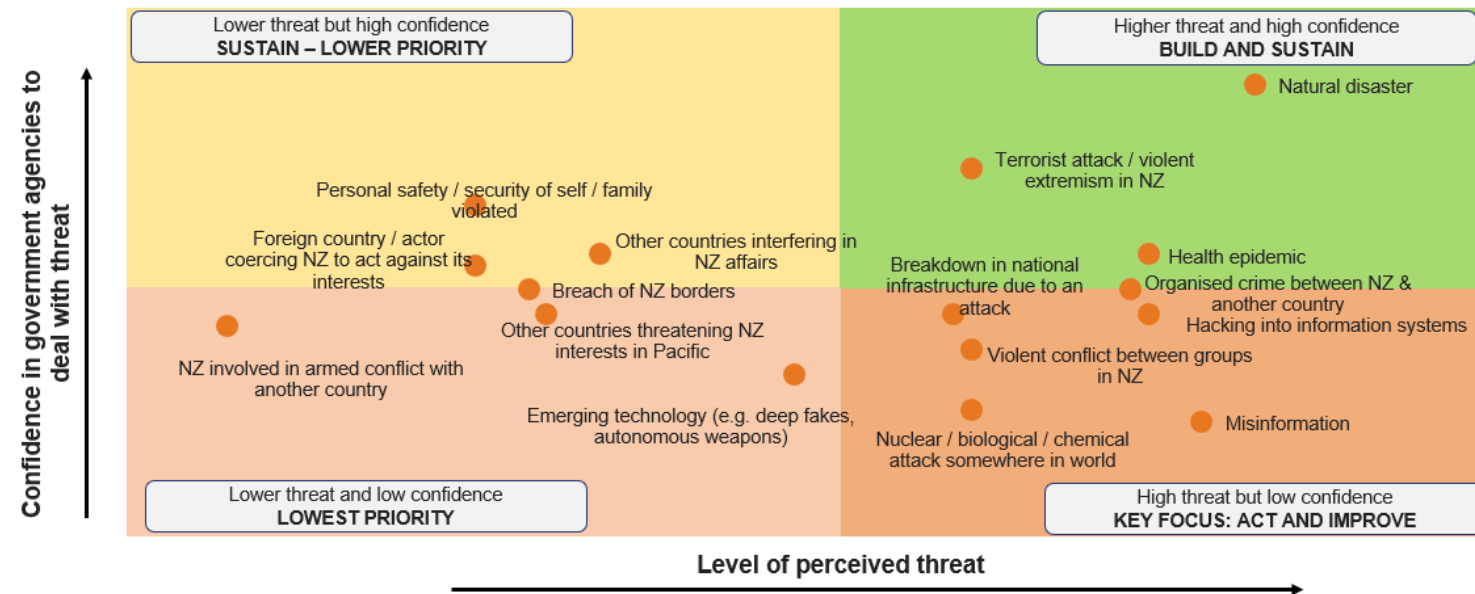 Lower threat but high confidence
SUSTAIN – LOWER PRIORITY
Higher threat and high confidence
BUILD AND SUSTAIN
Natural disaster
Terrorist attack / violent
extremism in NZ
Personal safety / security of self / family
violated
Foreign country / actor
coercing NZ to act against its
interests
Other countries interfering in
NZ affairs
Health epidemic
Breakdown in national
infrastructure due to an
attack
Organised crime between NZ &
another country
Breach of NZ borders
Hacking into information systems
Other countries threatening NZ
interests in Pacific
Violent conflict between groups
in NZ
NZ involved in armed conflict with
another country
Emerging technology (e.g. deep fakes,
autonomous weapons)
Misinformation
Nuclear / biological / chemical
attack somewhere in world
Lower threat and low confidence
LOWEST PRIORITY
High threat but low confidence
KEY FOCUS: ACT AND IMPROVE
Confidence in government agencies to
deal with threat
Level of perceived threat